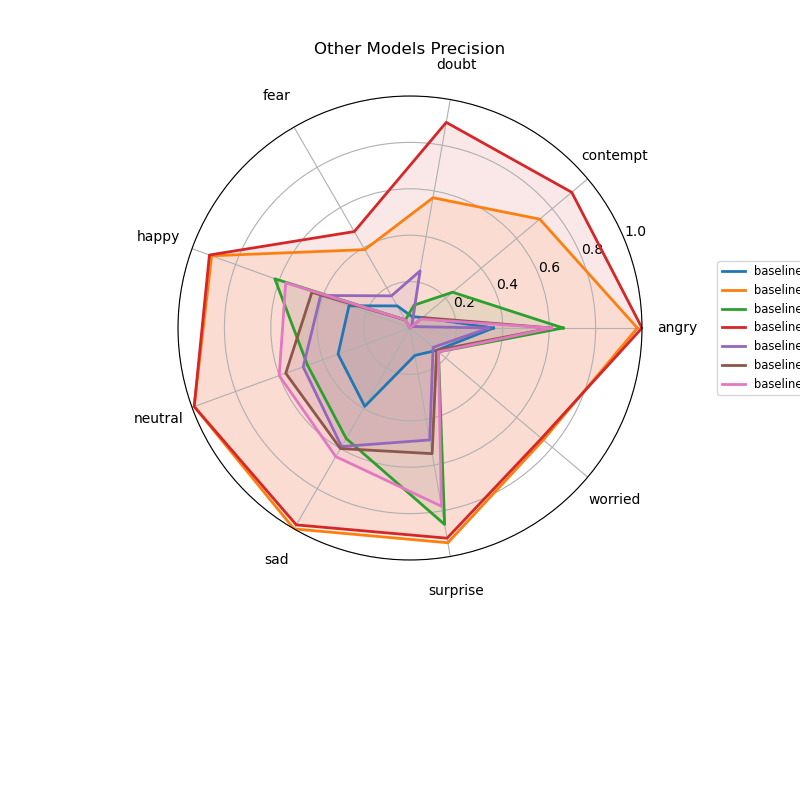 Other Models Precision
doubt
fear
contempt
happy
1.0
0.8
0.6
0.4
0.2
angry
neutral
worried
sad
surprise
baseline
baseline
baseline
baseline
baseline
baseline
baseline